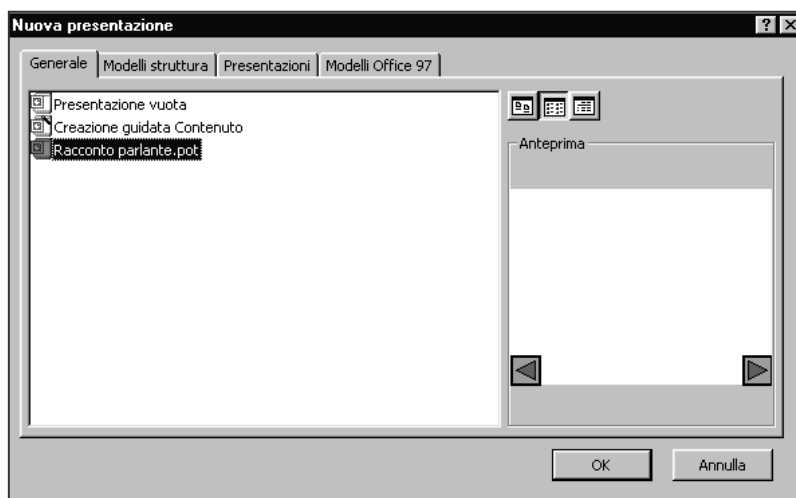 Nuova presentazione
Generale Modelli struttura Presentazioni Modelli Office 97
Presentazione vuota
Creazione guidata Contenuto
Racconto parlante.pot
Anteprima
OK Annulla